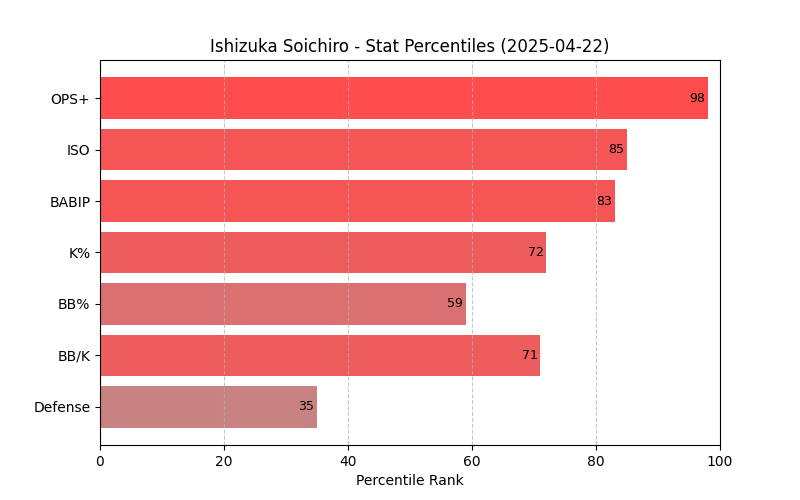 Ishizuka Soichiro - Stat Percentiles (2025-04-22)
OPS+ 98
ISO 85
BABIP 83
K% 72
BB% 59
BB/K 71
Defense 35
0 20 40 60 80 100
Percentile Rank